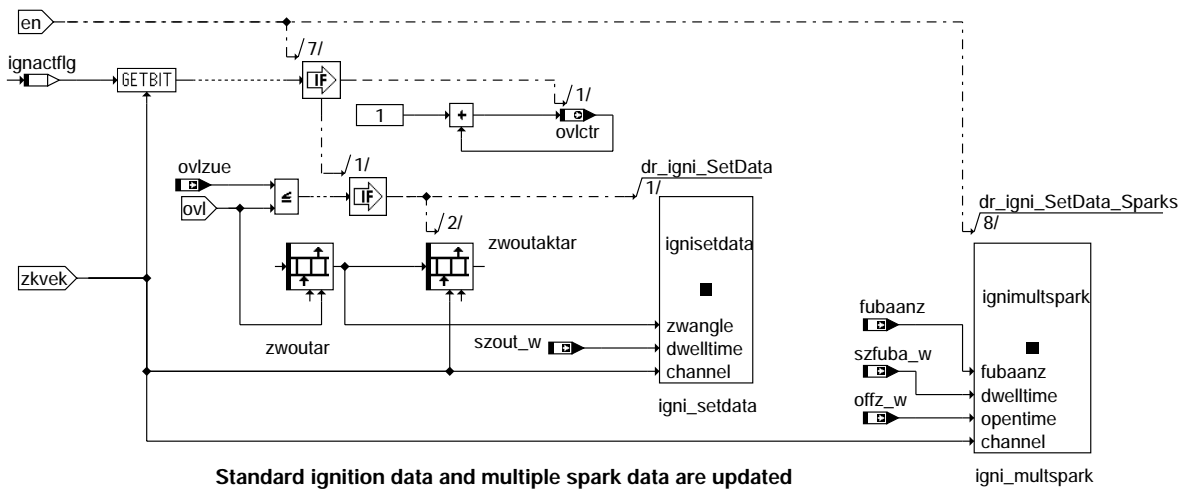 en
7/
ignactflg
GETBIT
IF
1/
1
+
ovlctr
1/
ovlzue
dr_igni_SetData
≤
IF
1/
ovl
dr_igni_SetData_Sparks
2/
8/
zwoutaktar
ignisetdata
zkvek
ignimultspark
fubaanz
zwangle
szout_w
dwelltime
zwoutar
szfuba_w
channel
fubaanz
dwelltime
igni_setdata
offz_w
opentime
channel
Standard ignition data and multiple spark data are updated
igni_multspark